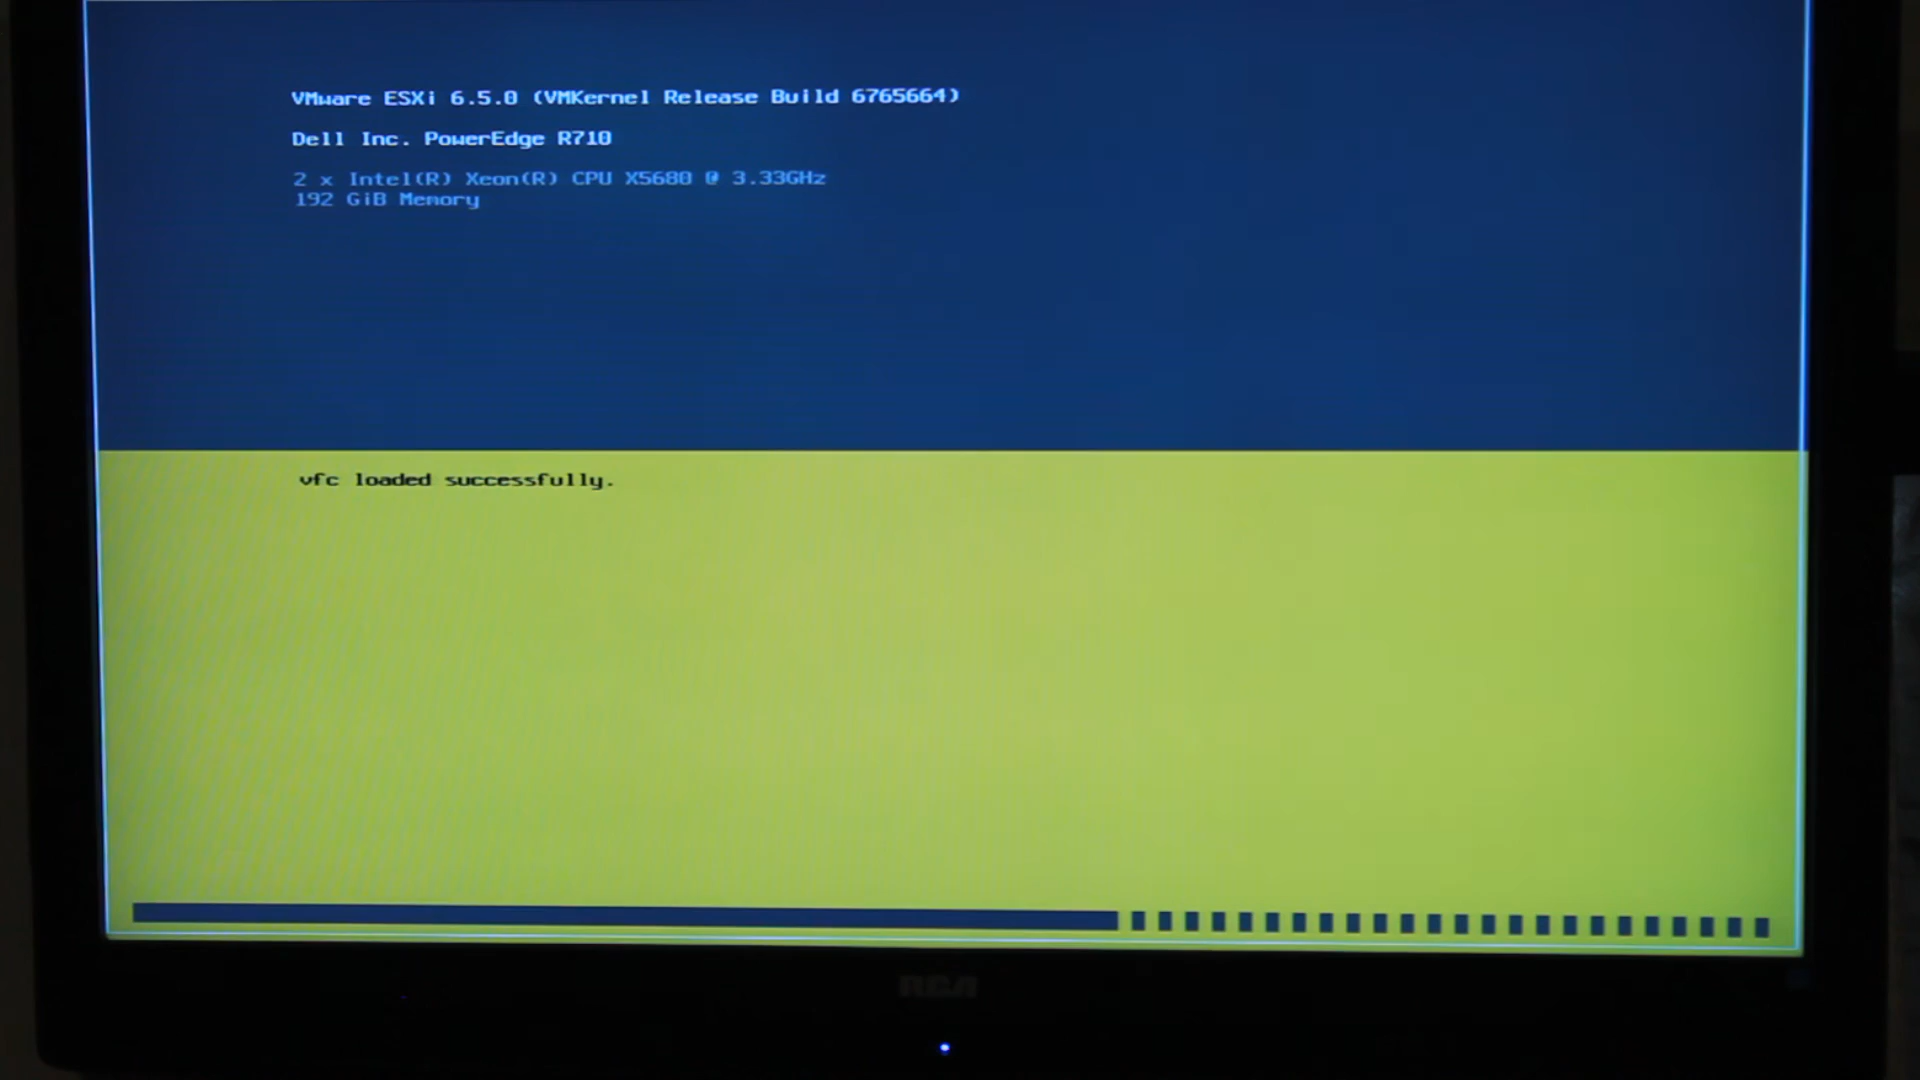 VMware ESXi 6.5.0 (VMKernel Release Build 6765664)
Dell Inc. PowerEdge R710
2 x Intel(R) Xeon(R) CPU X5680 @ 3.33GHz
192 GiB Memory
vfc loaded successfully.
RCA